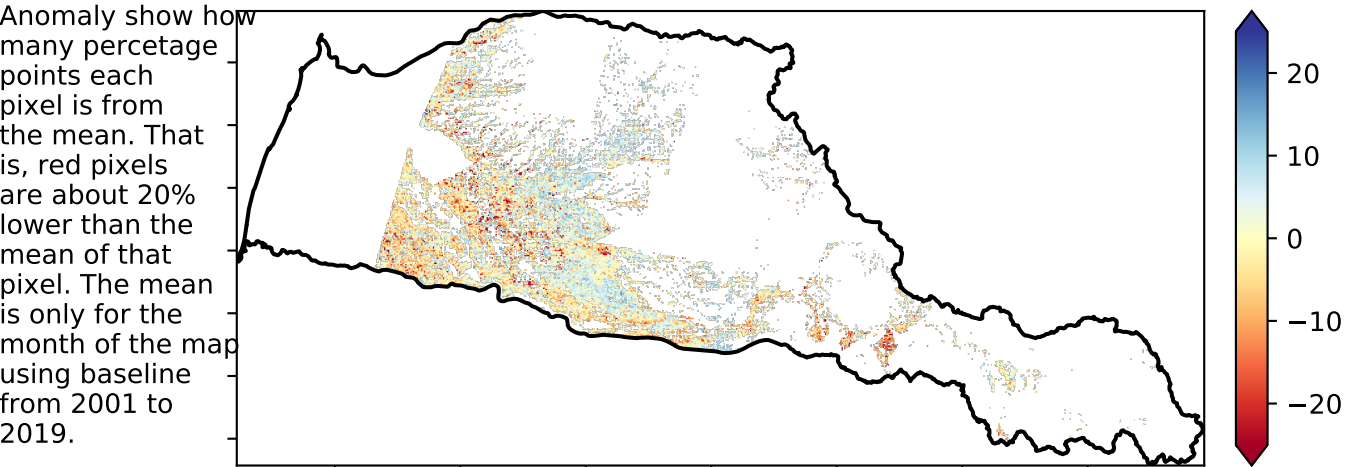 Anomaly show how
many percetage
points each
pixel is from
the mean. That
is, red pixels
are about 20%
lower than the
mean of that
pixel. The mean
is only for the
month of the map
using baseline
from 2001 to
2019.
20
10
0
−10
−20